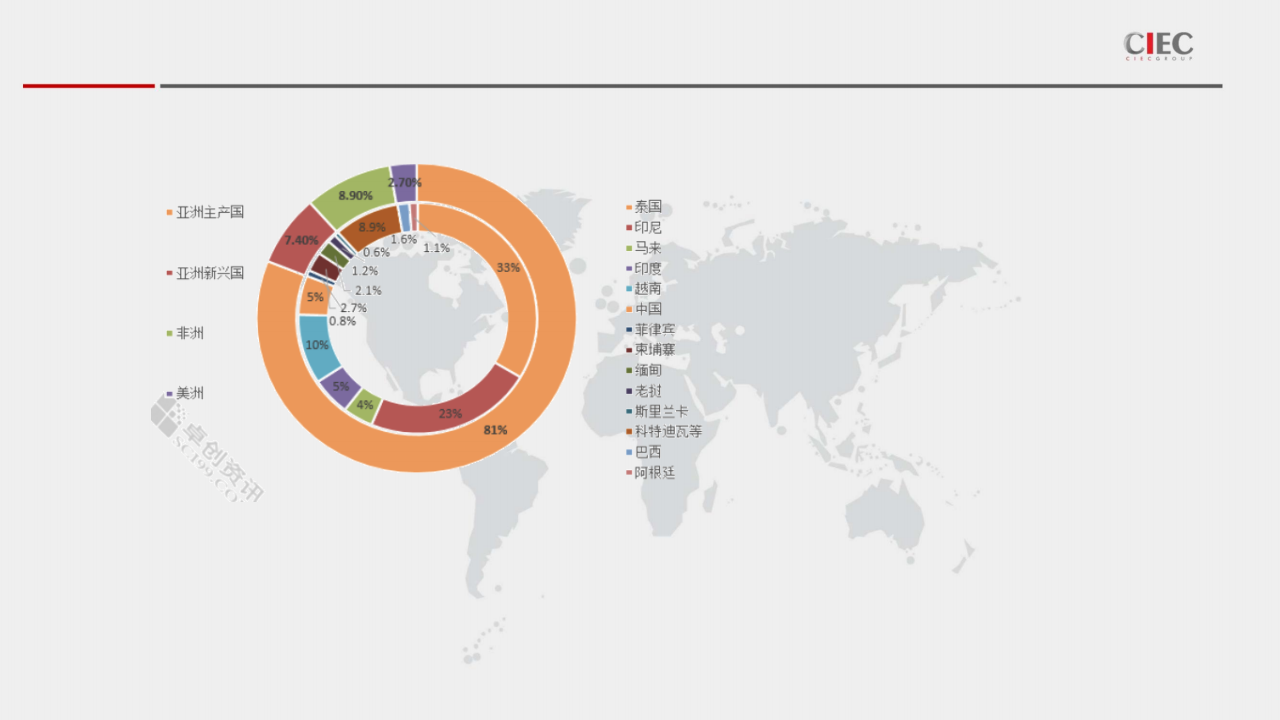 CIEC
CIECGROUP
亚洲主产国
亚洲新兴国
非洲
美洲
2.70%
8.90%
7.40%
81%
33%
23%
4%
5%
10%
5%
0.8%
2.7%
2.1%
1.2%
0.6%
8.9%
1.6%
1.1%
泰国
印尼
马来
印度
越南
中国
菲律宾
柬埔寨
缅甸
老挝
斯里兰卡
科特迪瓦等
巴西
阿根廷
卓创资讯
SCI99.CO